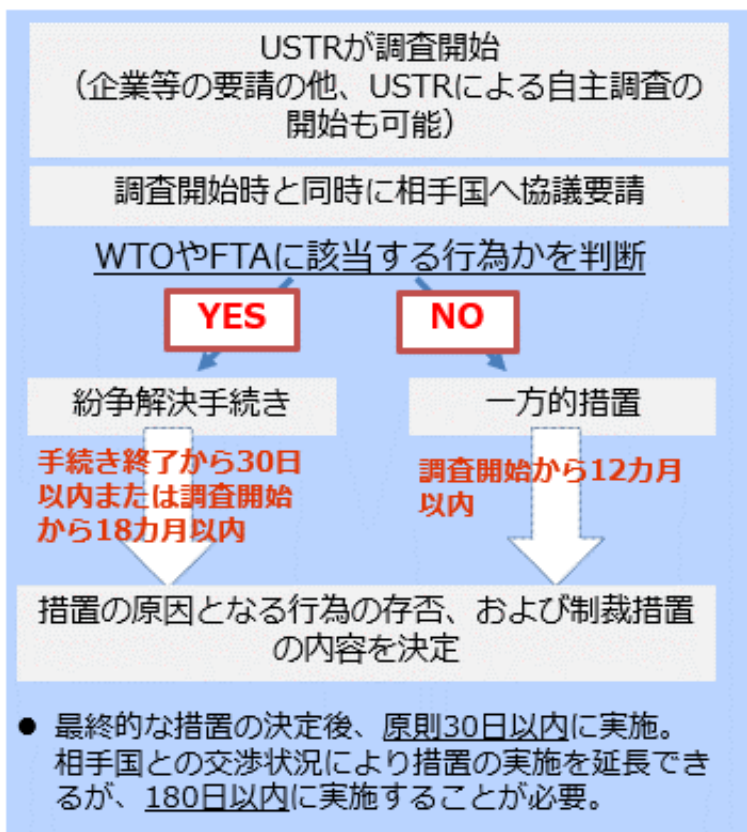 USTRが調査開始
（企業等の要請の他、USTRによる自主調査の
開始も可能）
調査開始時と同時に相手国へ協議要請
WTOやFTAに該当する行為かを判断
YES
NO
紛争解決手続き
一方的措置
手続き終了から30日
以内または調査開始
から18カ月以内
調査開始から12カ月
以内
措置の原因となる行為の存否、および制裁措置
の内容を決定
● 最終的な措置の決定後、原則30日以内に実施。
相手国との交渉状況により措置の実施を延長でき
るが、180日以内に実施することが必要。